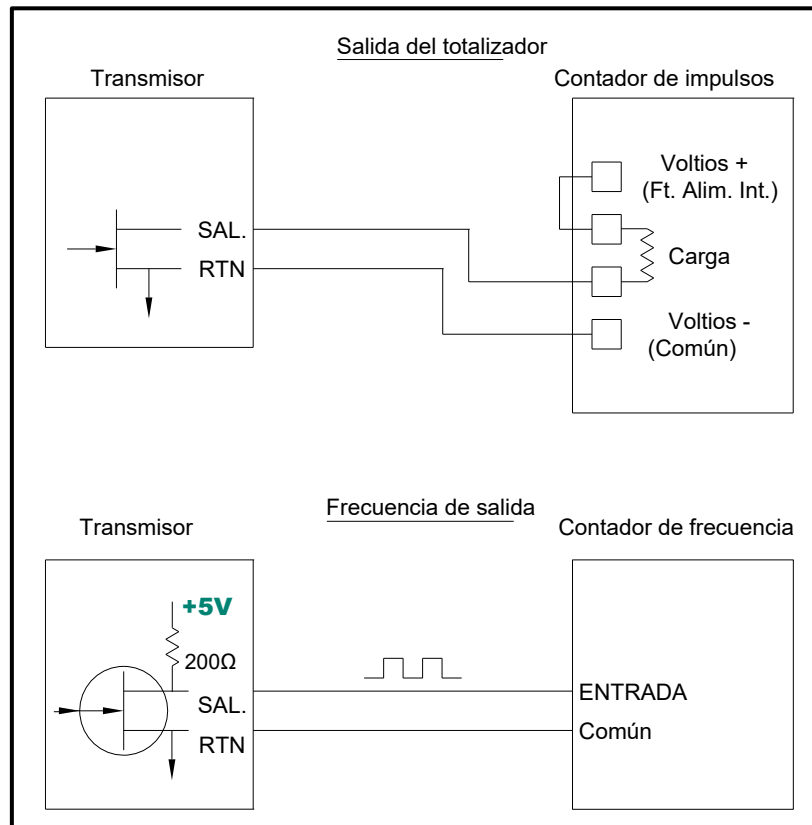 Salida del totalizador
Transmisor
Contador de impulsos
Voltios +
(Ft. Alim. Int.)
SAL.
RTN
Carga
Voltios -
(Común)
Frecuencia de salida
Transmisor
Contador de frecuencia
+5V
200Ω
SAL.
RTN
ENTRADA
Común